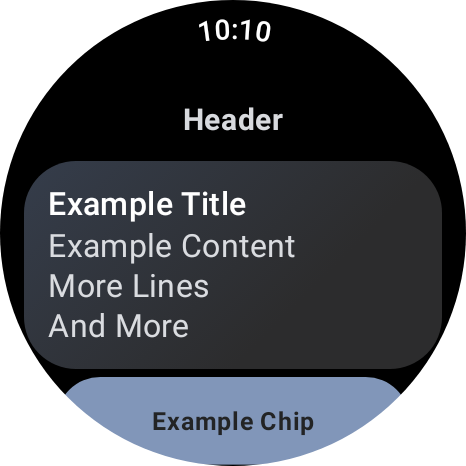 10:10
Header
Example Title
Example Content
More Lines
And More
Example Chip